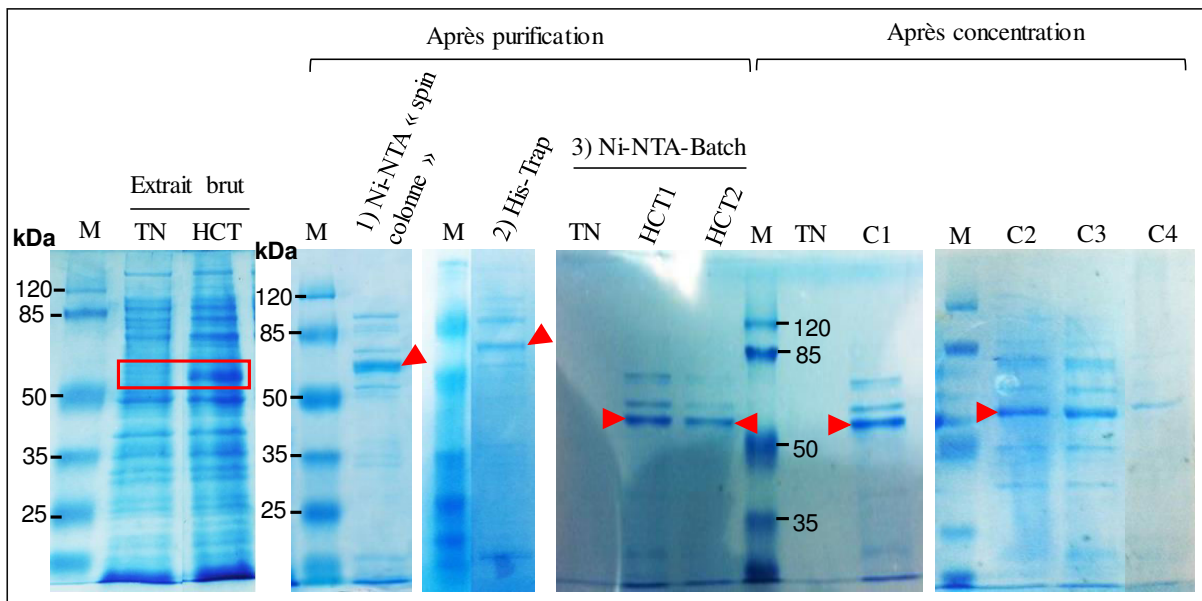 Après purification
Après concentration
1) Ni-NTA « spin
colonne »
2) His-Trap
3) Ni-NTA-Batch
Extrait brut
HCT1
HCT2
kDa
M
TN
HCT
kDa
M
M
TN
M
TN
C1
M
C2
C3
C4
120
85
50
35
25
120
85
50
35
25
120
85
50
35